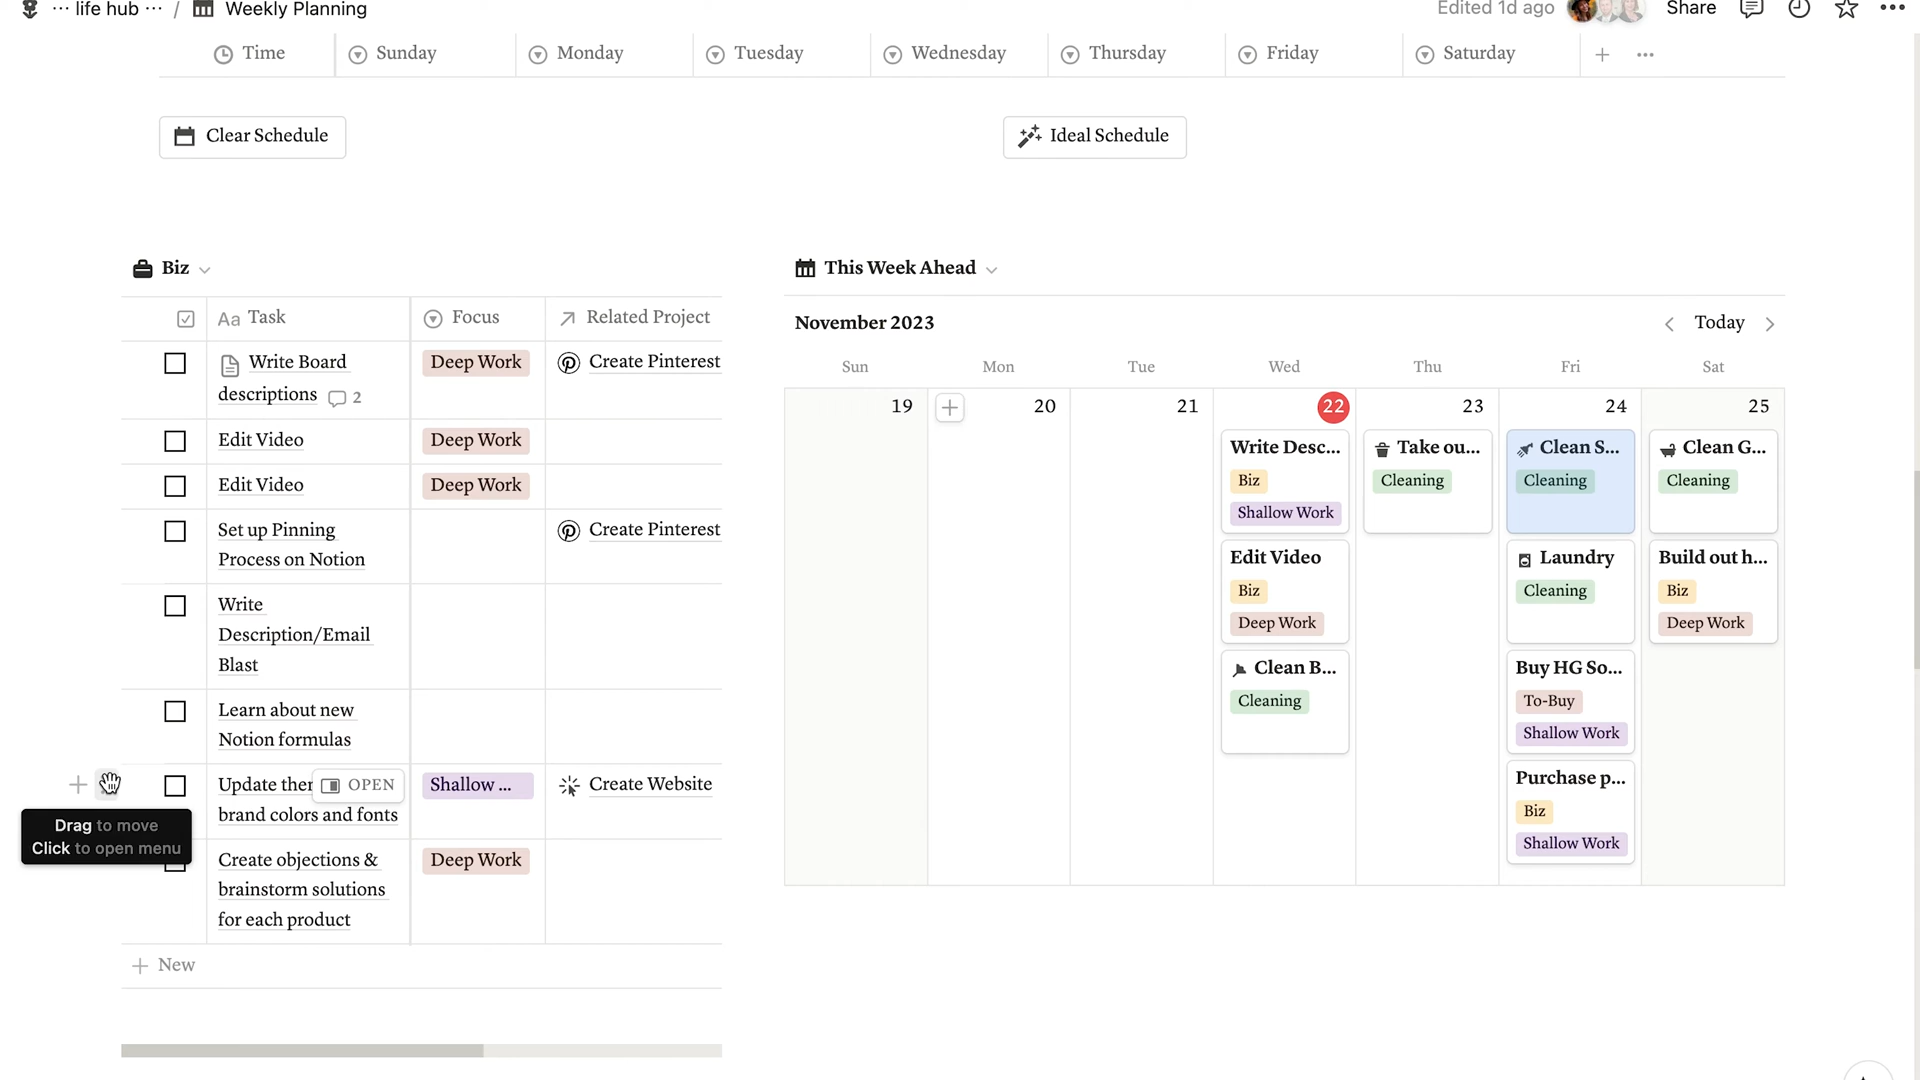 ··· life hub ··· / Weekly Planning
Edited 1d ago Share
Time Sunday Monday Tuesday Wednesday Thursday Friday Saturday
Clear Schedule
Ideal Schedule
Biz
Aa Task Focus Related Project
Write Board
descriptions 2
Deep Work
Create Pinterest
Edit Video
Deep Work
Edit Video
Deep Work
Set up Pinning
Process on Notion
Create Pinterest
Write
Description/Email
Blast
Learn about new
Notion formulas
Update ther
OPEN
brand colors and fonts
Shallow ...
Create Website
Drag to move
Click to open menu
Create objections &
brainstorm solutions
for each product
Deep Work
New
This Week Ahead
November 2023
Today
Sun Mon Tue Wed Thu Fri Sat
19 20 21 22 23 24 25
Write Desc...
Biz
Shallow Work
Edit Video
Biz
Deep Work
Clean B...
Cleaning
Take ou...
Cleaning
Clean S...
Cleaning
Laundry
Cleaning
Buy HG So...
To-Buy
Shallow Work
Purchase p...
Biz
Shallow Work
Clean G...
Cleaning
Build out h...
Biz
Deep Work